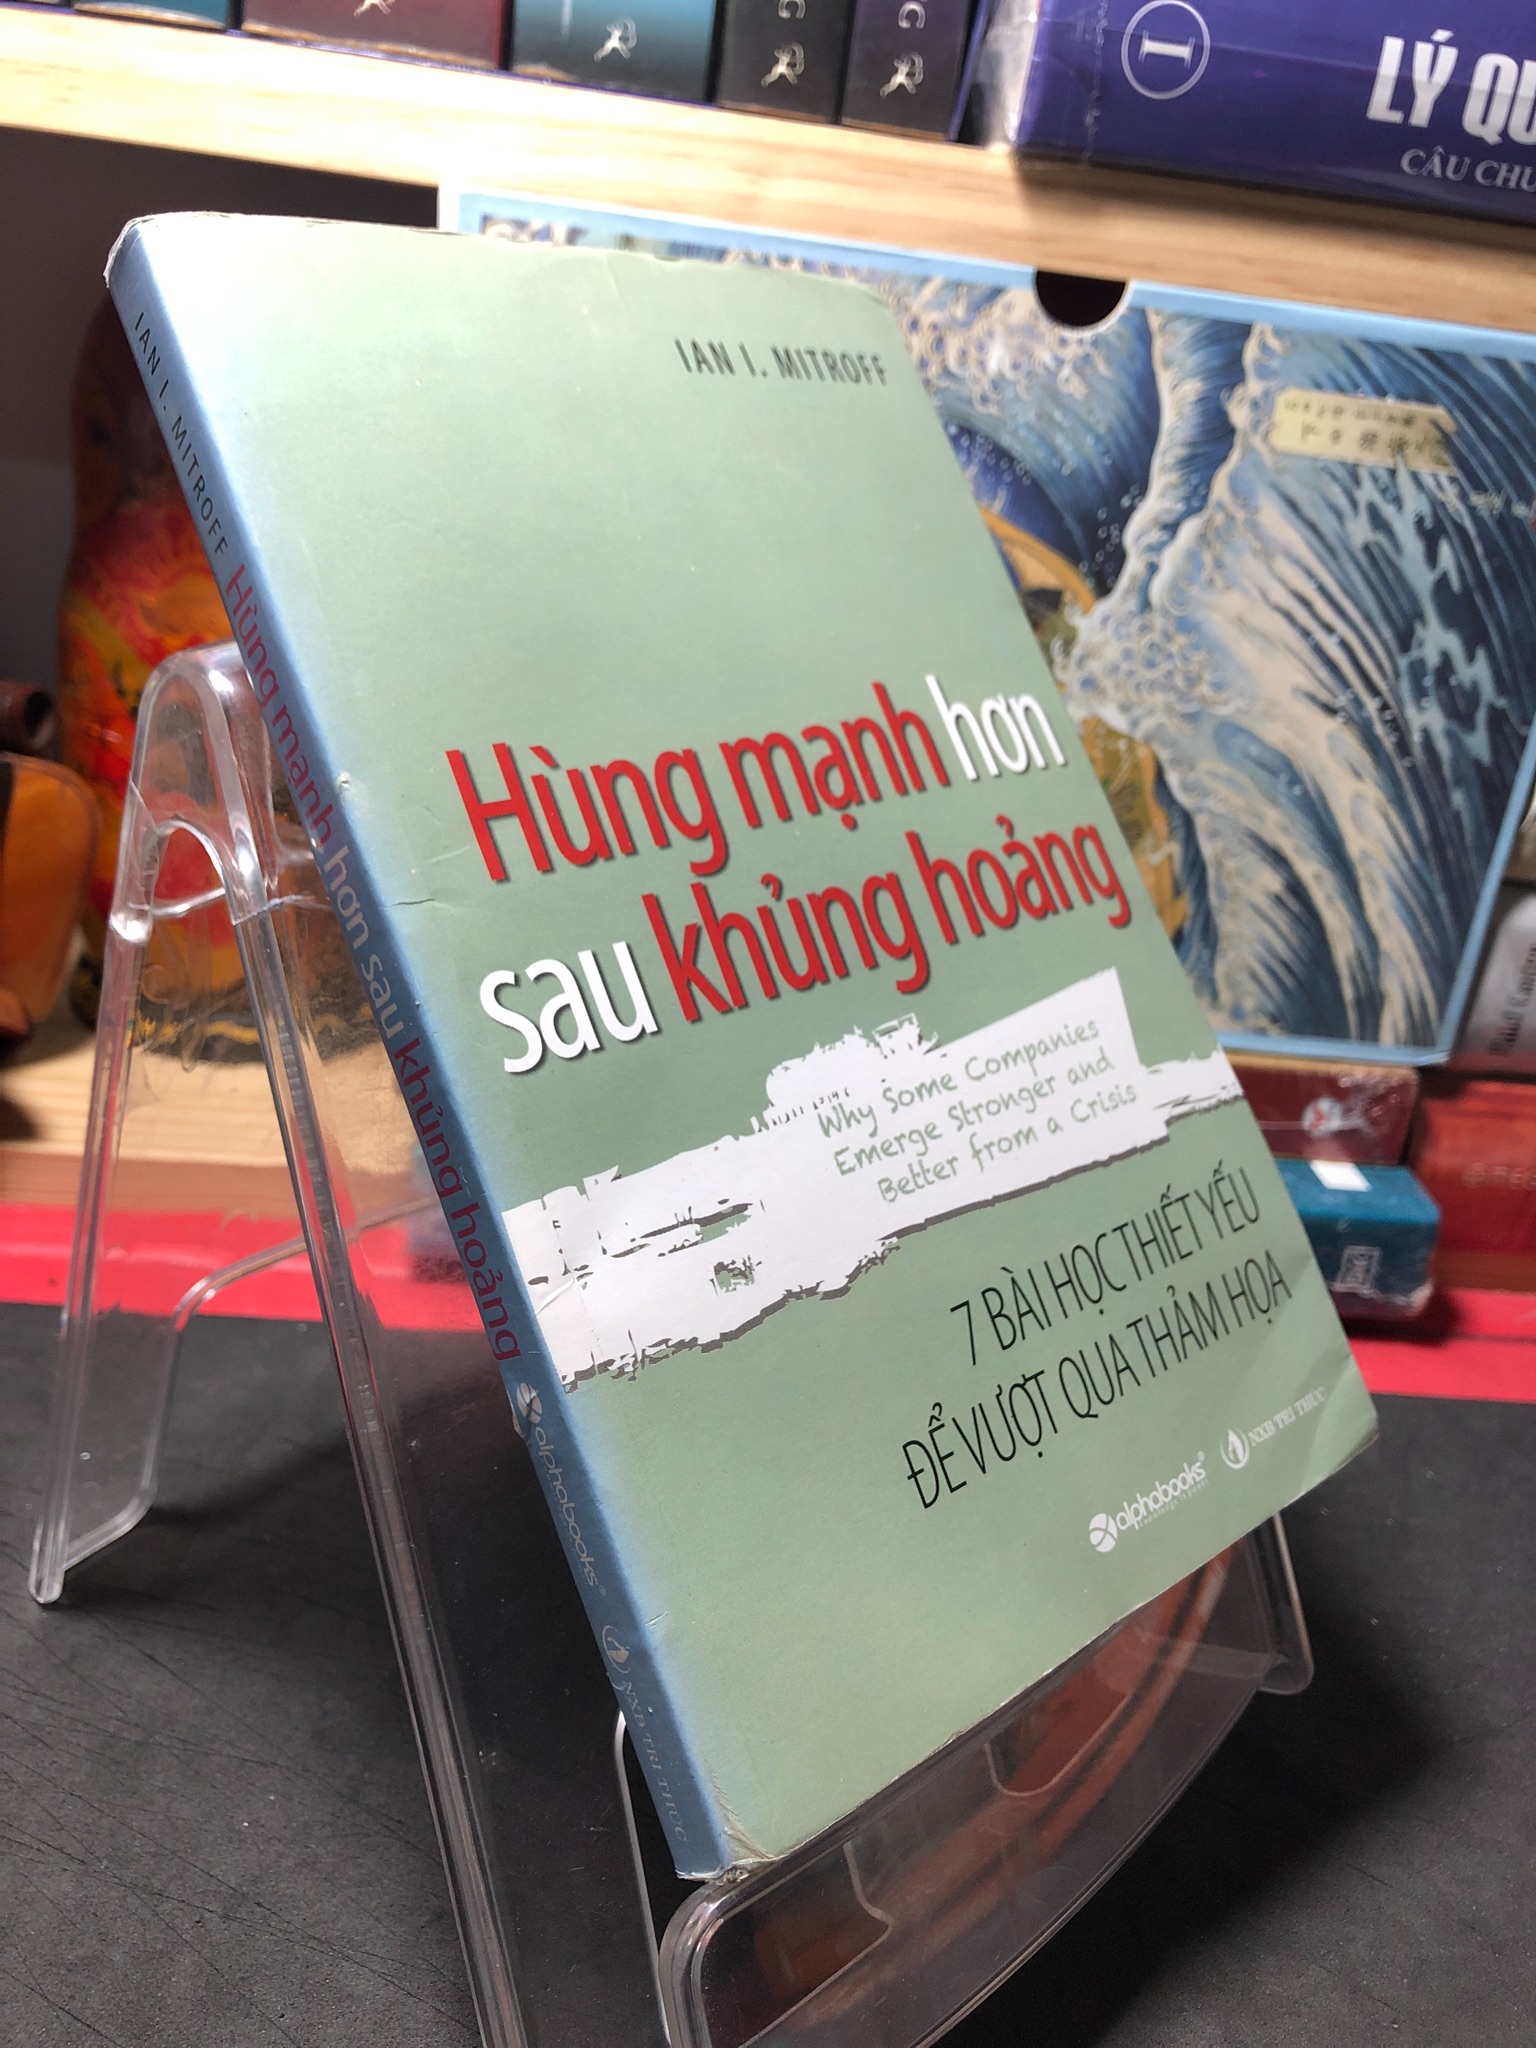 I
LÝ QU
CÂU CHU
IAN I. MITROFF
Hùng mạnh hơn
sau khủng hoảng
Why Some Companies
Emerge Stronger and
Better from a Crisis
7 BÀI HỌC THIẾT YẾU
ĐỂ VƯỢT QUA THẢM HỌA
alphabooks®
NXB TRI THỨC
IAN I. MITROFF Hùng mạnh hơn sau khủng hoảng alphabooks® NXB TRI THỨC